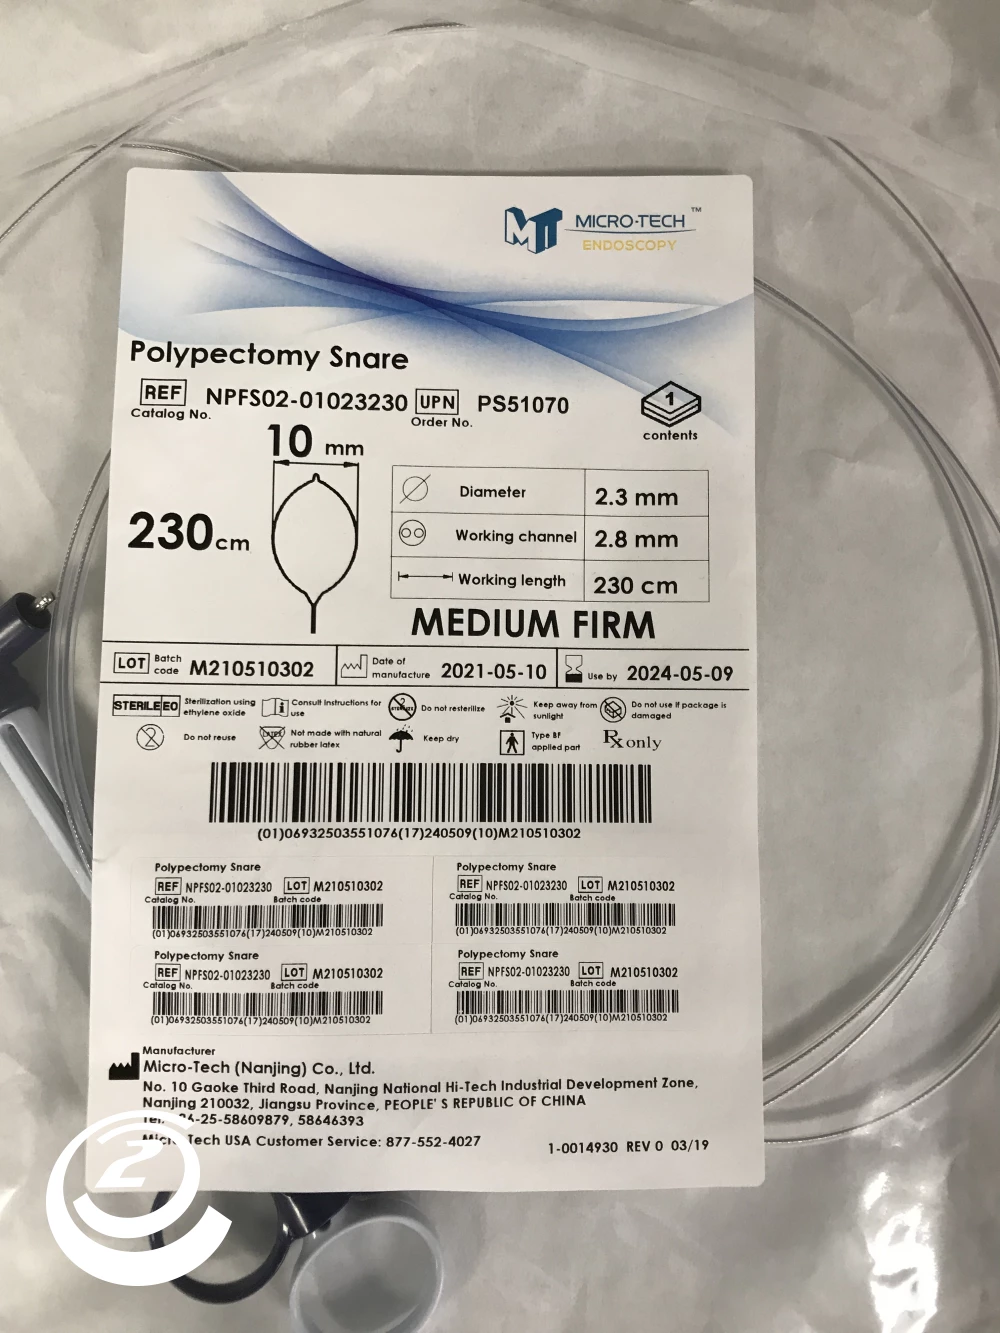 MT MICRO-TECH ™
ENDOSCOPY
Polypectomy Snare
REF NPFS02-01023230 UPN PS51070
Catalog No. Order No.
1
contents
10 mm
230 cm
Diameter 2.3 mm
Working channel 2.8 mm
Working length 230 cm
MEDIUM FIRM
LOT Batch code M210510302 Date of manufacture 2021-05-10 Use by 2024-05-09
STERILE EO Sterilization using ethylene oxide Consult instructions for use Do not resterilize Keep away from sunlight Do not use if package is damaged
Do not reuse Not made with natural rubber latex Keep dry Type BF applied part Rx only
(01)06932503551076(17)240509(10)M210510302
Polypectomy Snare
REF NPFS02-01023230 LOT M210510302
Catalog No. Batch code
(01)06932503551076(17)240509(10)M210510302
Polypectomy Snare
REF NPFS02-01023230 LOT M210510302
Catalog No. Batch code
(01)06932503551076(17)240509(10)M210510302
Polypectomy Snare
REF NPFS02-01023230 LOT M210510302
Catalog No. Batch code
(01)06932503551076(17)240509(10)M210510302
Polypectomy Snare
REF NPFS02-01023230 LOT M210510302
Catalog No. Batch code
(01)06932503551076(17)240509(10)M210510302
Manufacturer
Micro-Tech (Nanjing) Co., Ltd.
No. 10 Gaoke Third Road, Nanjing National Hi-Tech Industrial Development Zone,
Nanjing 210032, Jiangsu Province, PEOPLE' S REPUBLIC OF CHINA
6-25-58609879, 58646393
Tech USA Customer Service: 877-552-4027
1-0014930 REV 0 03/19
2